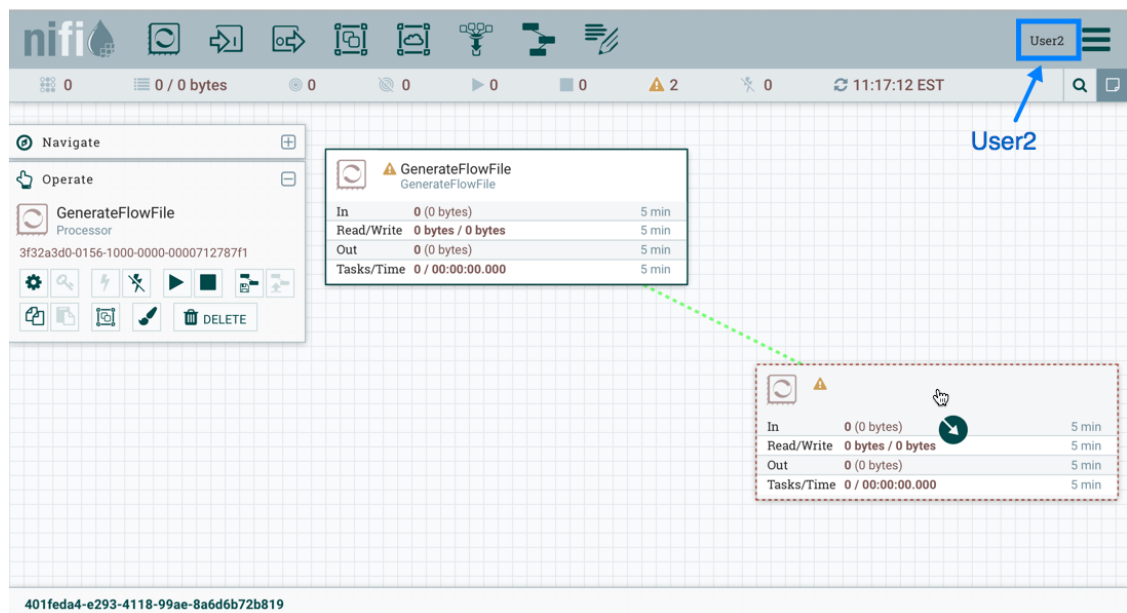 nifi
User2
0 0 / 0 bytes 0 0 0 0 2 0 11:17:12 EST
User2
Navigate
Operate
GenerateFlowFile
Processor
3f32a3d0-0156-1000-0000-0000712787f1
DELETE
GenerateFlowFile
GenerateFlowFile
In 0 (0 bytes) 5 min
Read/Write 0 bytes / 0 bytes 5 min
Out 0 (0 bytes) 5 min
Tasks/Time 0 / 00:00:00.000 5 min
In 0 (0 bytes) 5 min
Read/Write 0 bytes / 0 bytes 5 min
Out 0 (0 bytes) 5 min
Tasks/Time 0 / 00:00:00.000 5 min
401feda4-e293-4118-99ae-8a6d6b72b819